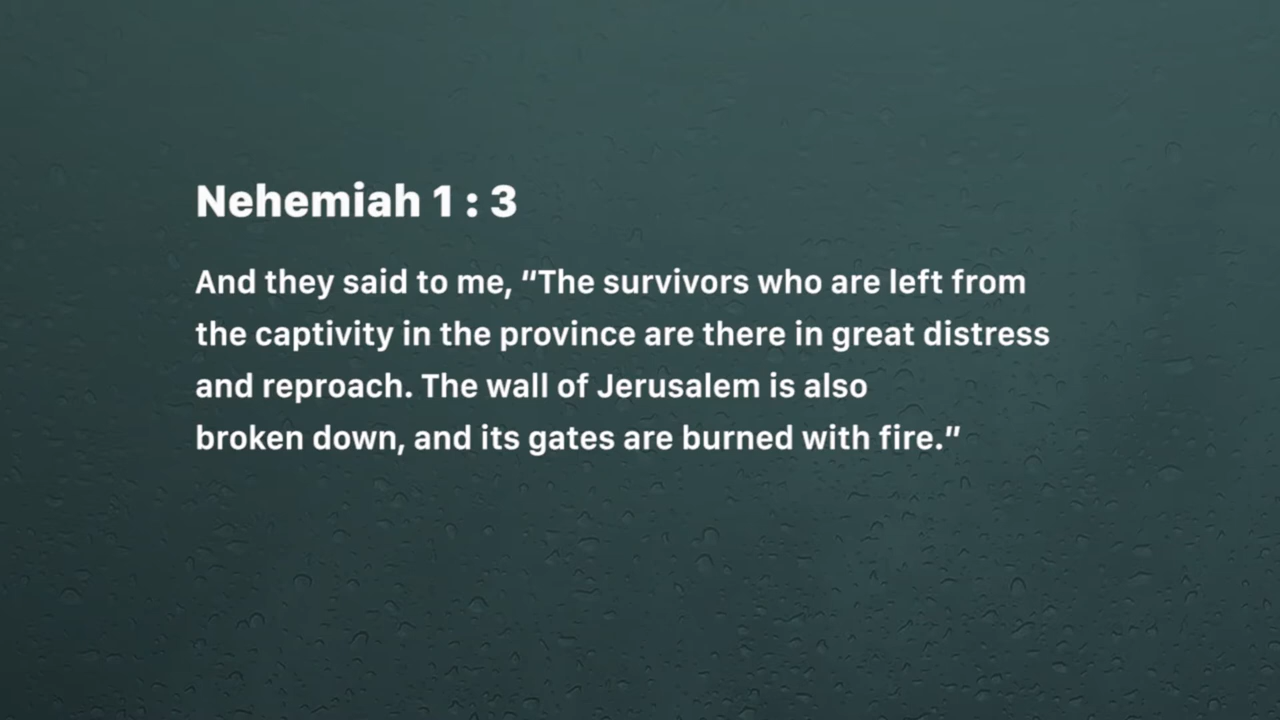 Nehemiah 1 : 3
And they said to me, "The survivors who are left from
the captivity in the province are there in great distress
and reproach. The wall of Jerusalem is also
broken down, and its gates are burned with fire."